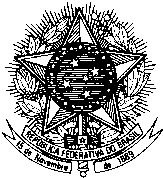 REPÚBLICA FEDERATIVA DO BRASIL
15 de Novembro de 1889